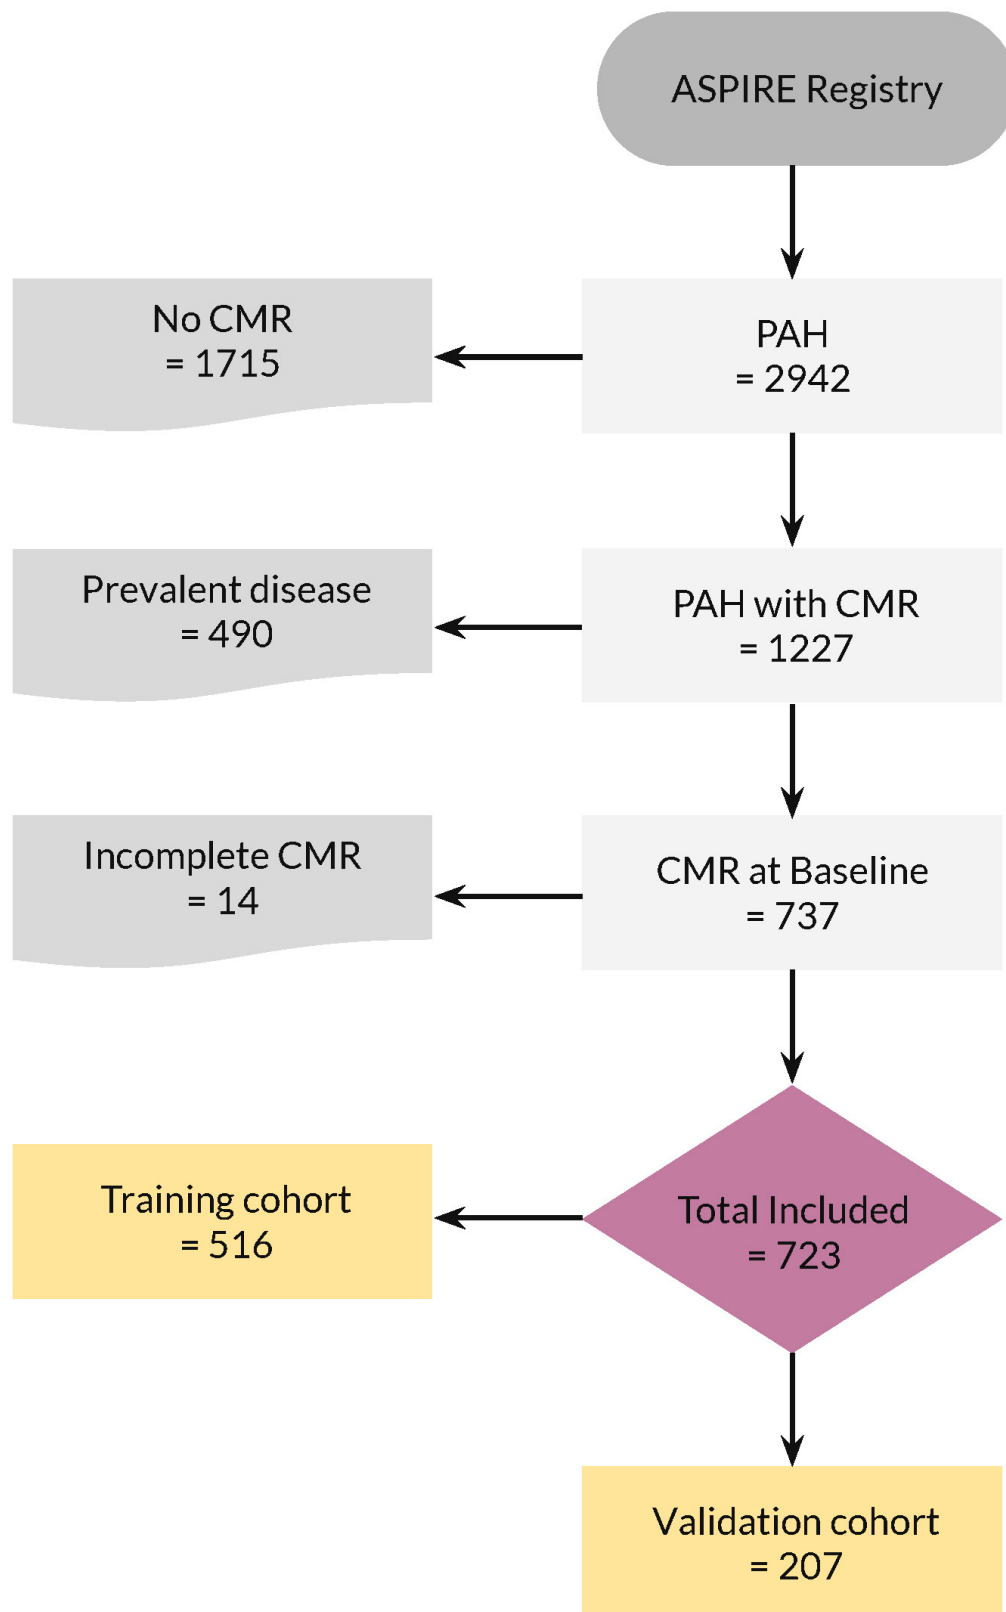 ASPIRE Registry
No CMR
= 1715
PAH
= 2942
Prevalent disease
= 490
PAH with CMR
= 1227
Incomplete CMR
= 14
CMR at Baseline
= 737
Training cohort
= 516
Total Included
= 723
Validation cohort
= 207